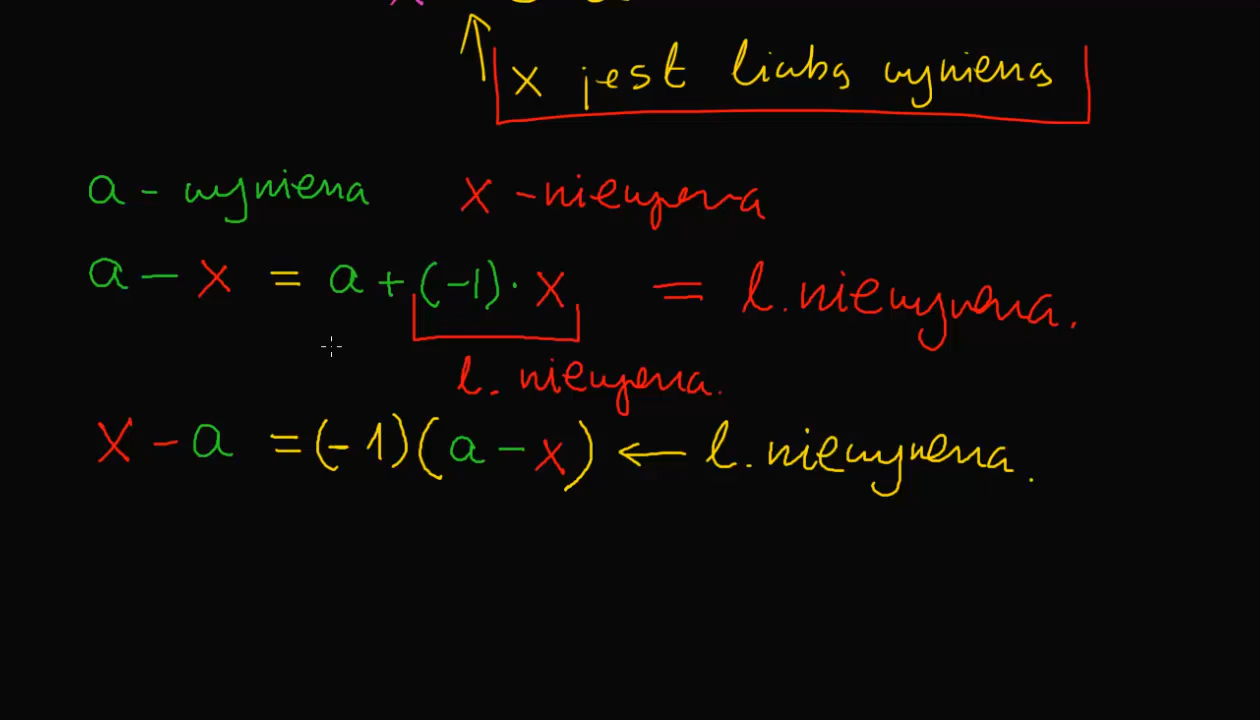 x jest liczbą wymierną
a - wymierna x - niewymierna
a - x = a + (-1) · x = l. niewymierna.
l. niewymierna.
x - a = (-1)(a - x) ← l. niewymierna.